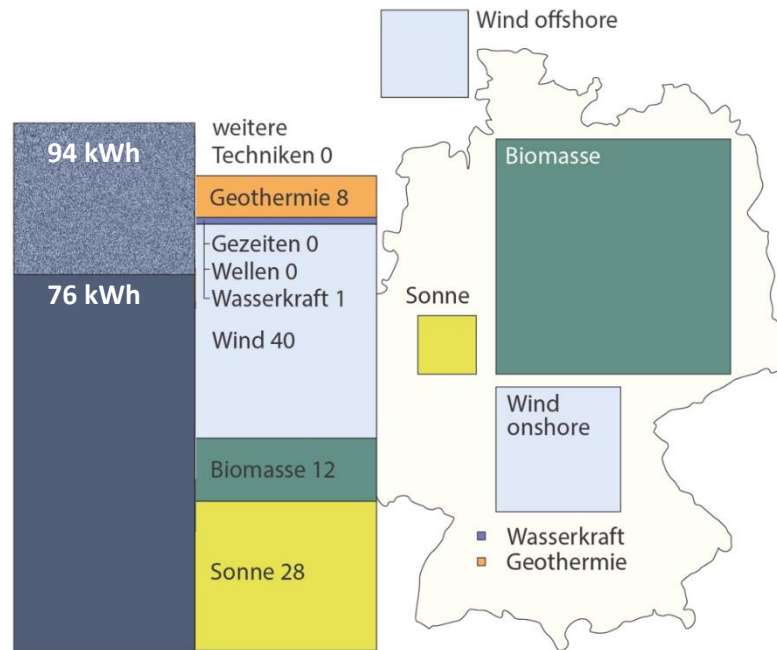 Wind offshore
94 kWh
weitere
Techniken 0
Geothermie 8
Gezeiten 0
Wellen 0
Wasserkraft 1
76 kWh
Wind 40
Biomasse 12
Sonne 28
Biomasse
Sonne
Wind
onshore
Wasserkraft
Geothermie